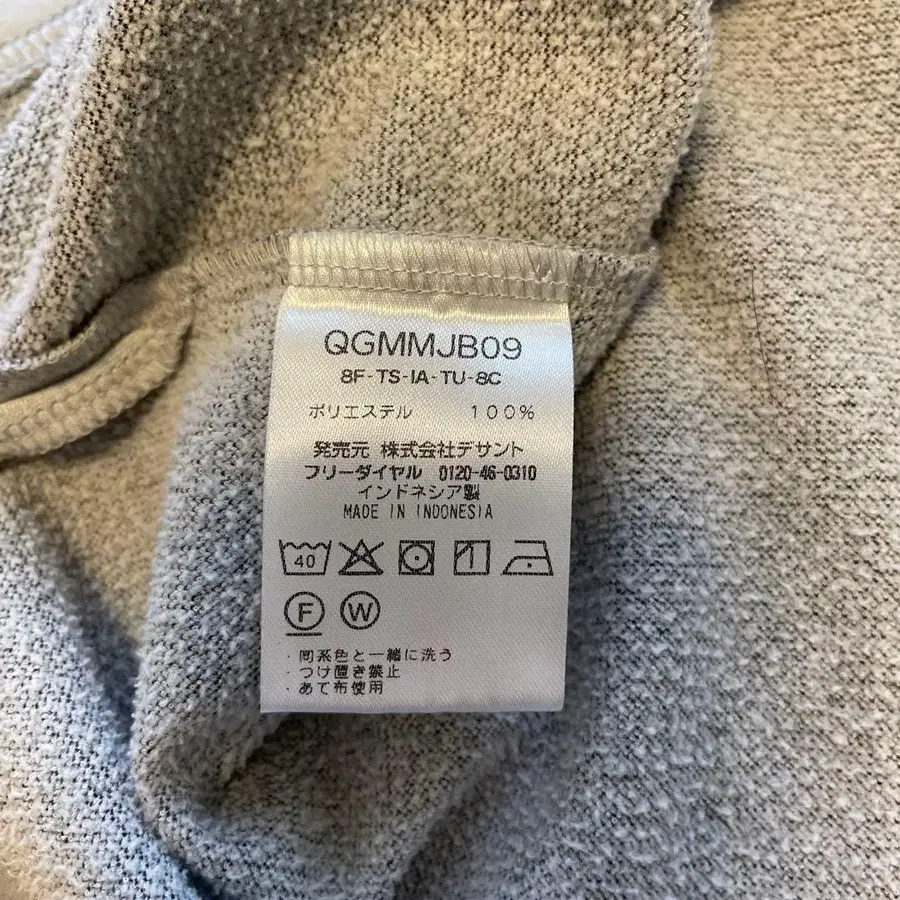 QGMMJB09
8F-TS-IA-TU-8C
ポリエステル 100%
発売元 株式会社デサント
フリーダイヤル 0120-46-0310
インドネシア製
MADE IN INDONESIA
40
F W
・同系色と一緒に洗う
・つけ置き禁止
・あて布使用